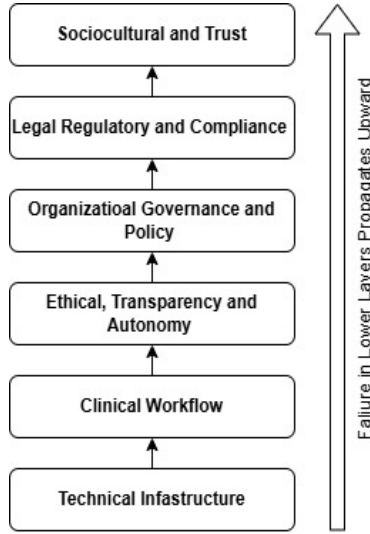 Sociocultural and Trust
Legal Regulatory and Compliance
Organizatioal Governance and
Policy
Ethical, Transparency and
Autonomy
Clinical Workflow
Technical Infastructure
Faliure in Lower Layers Propagates Upward